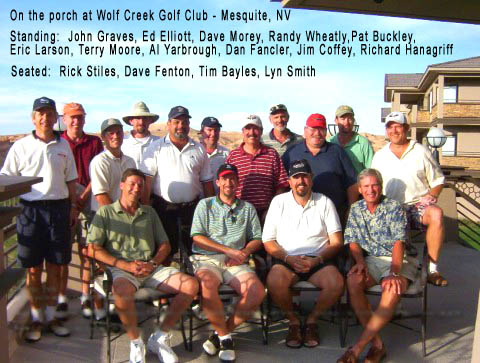 On the porch at Wolf Creek Golf Club - Mesquite, NV
Standing: John Graves, Ed Elliott, Dave Morey, Randy Wheatly,Pat Buckley,
Eric Larson, Terry Moore, Al Yarbrough, Dan Fancler, Jim Coffey, Richard Hanagriff
Seated: Rick Stiles, Dave Fenton, Tim Bayles, Lyn Smith